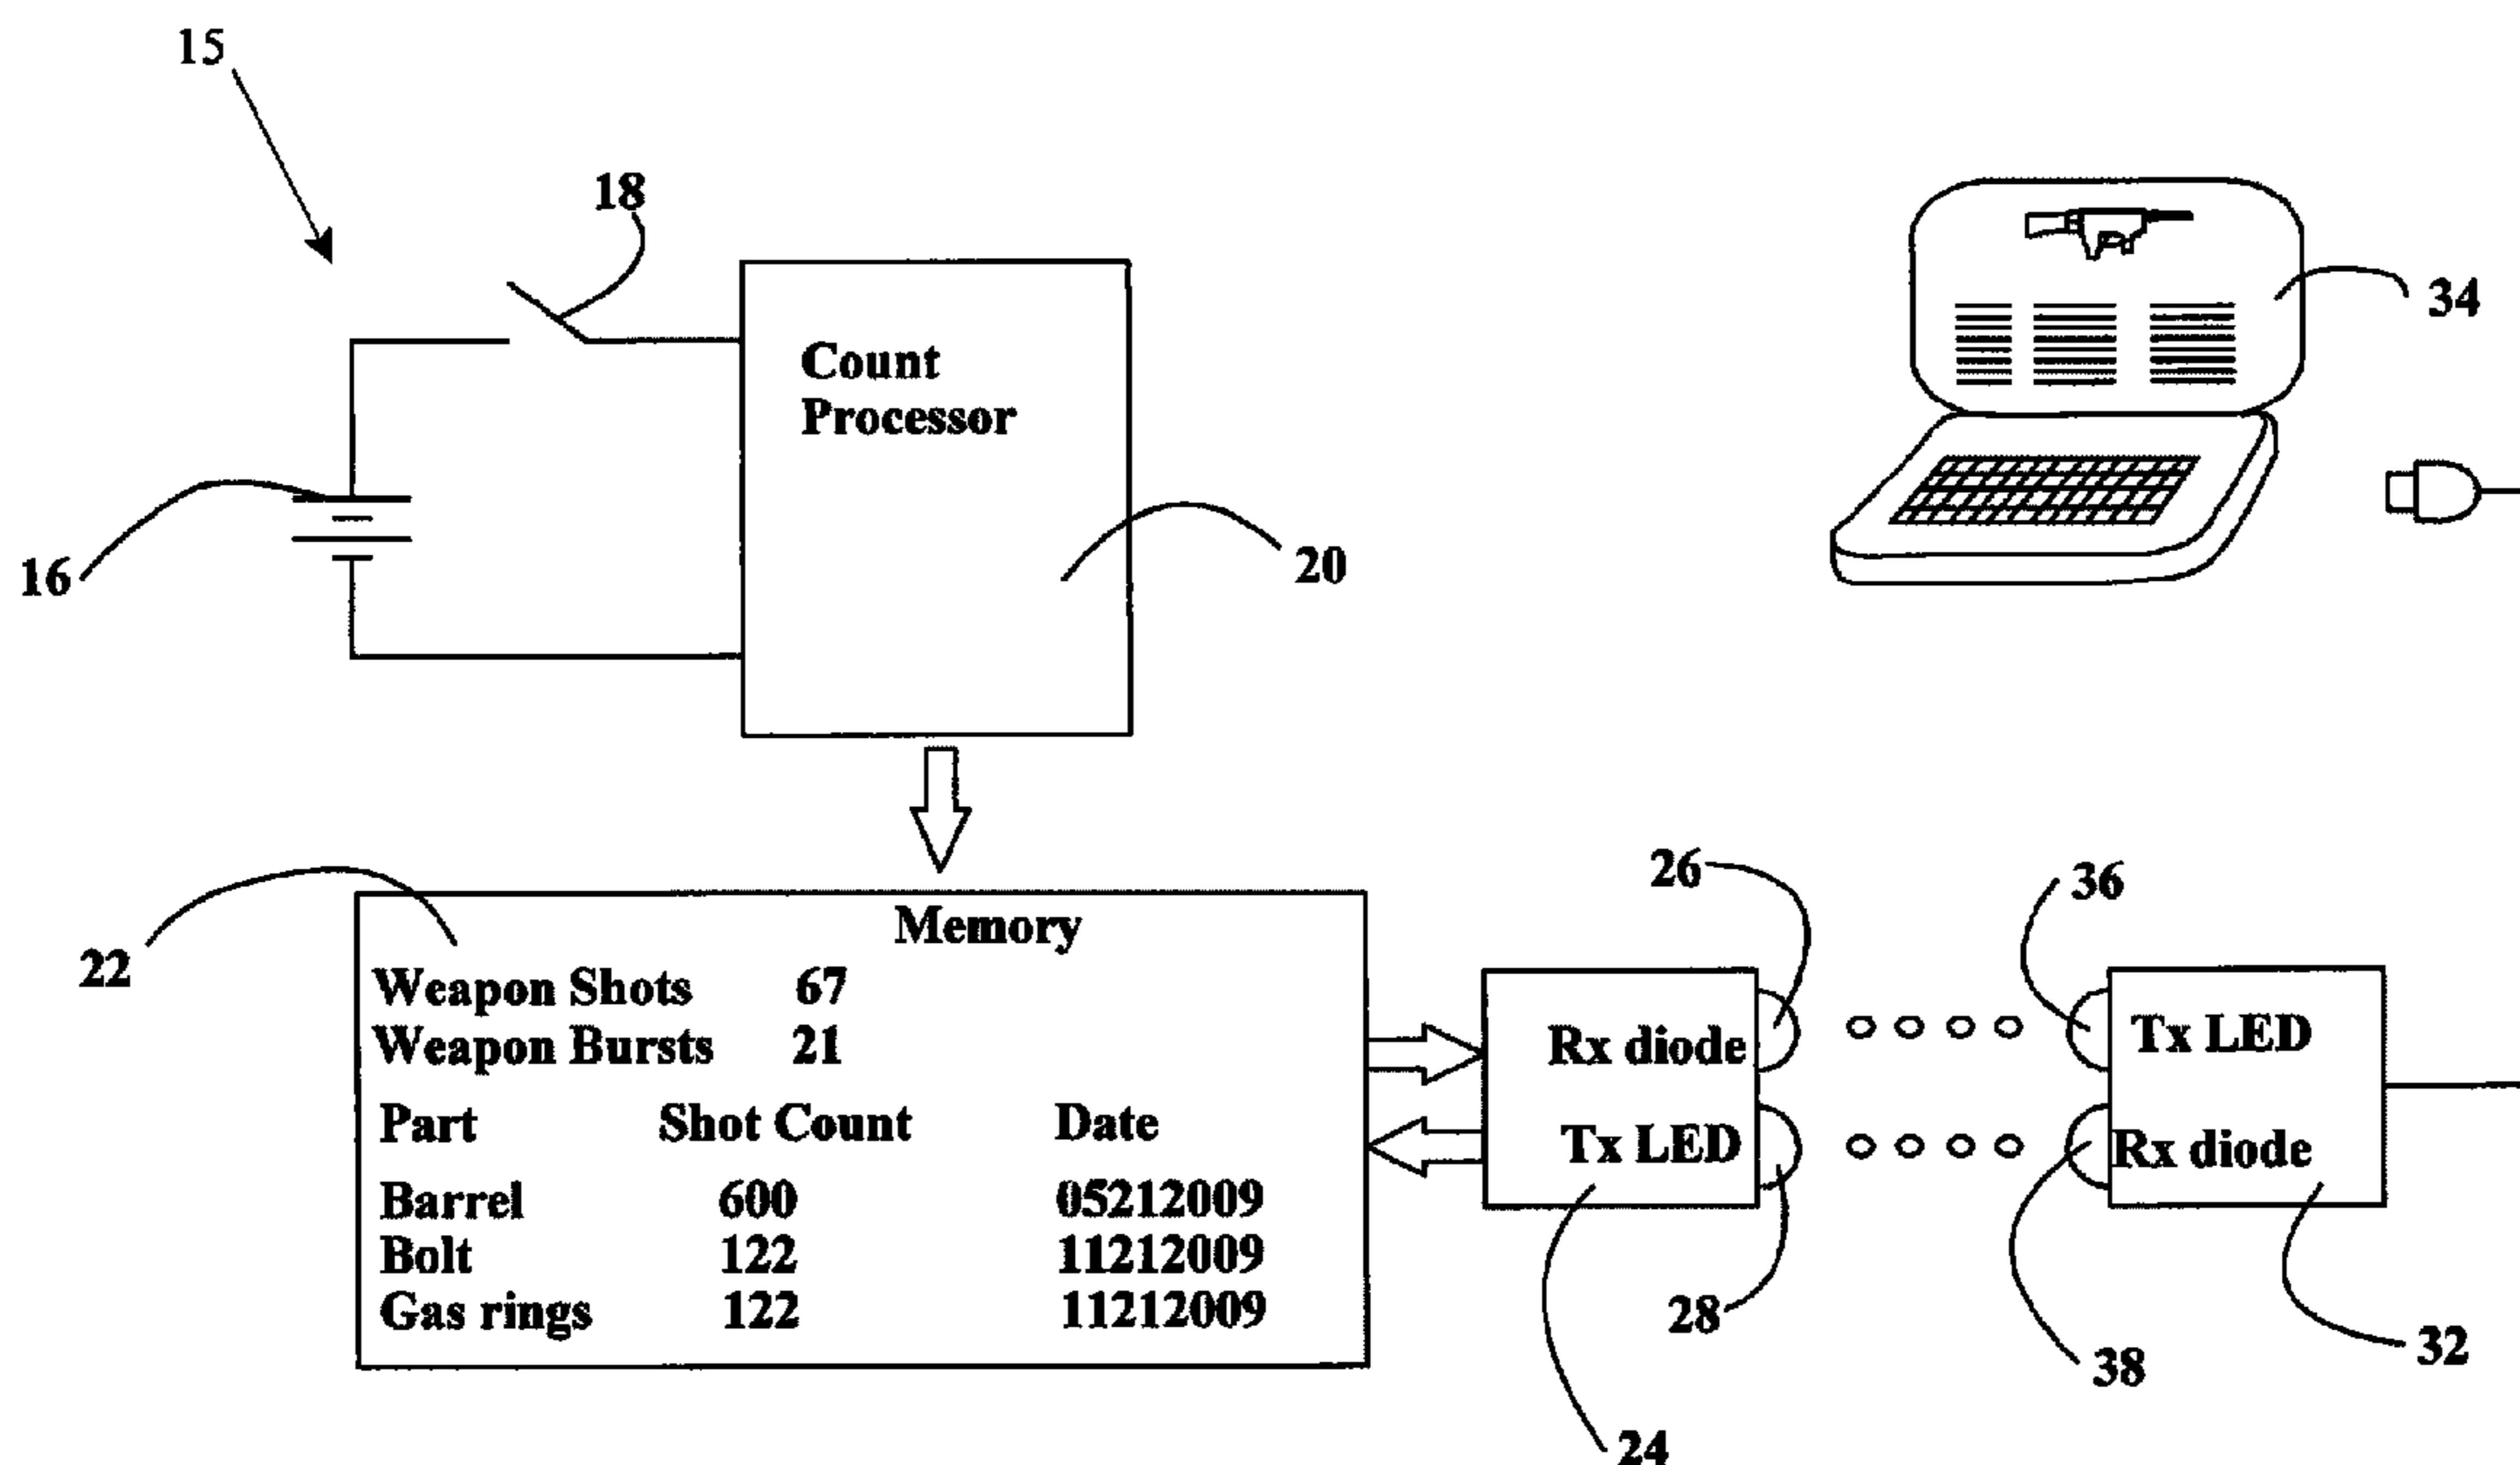 15
18
Count
Processor
34
16
20
22
Memory
Weapon Shots 67
Weapon Bursts 21
Part Shot Count Date
Barrel 600 05212009
Bolt 122 11212009
Gas rings 122 11212009
26
36
Rx diode
Tx LED
Tx LED
Rx diode
28
38
32
24